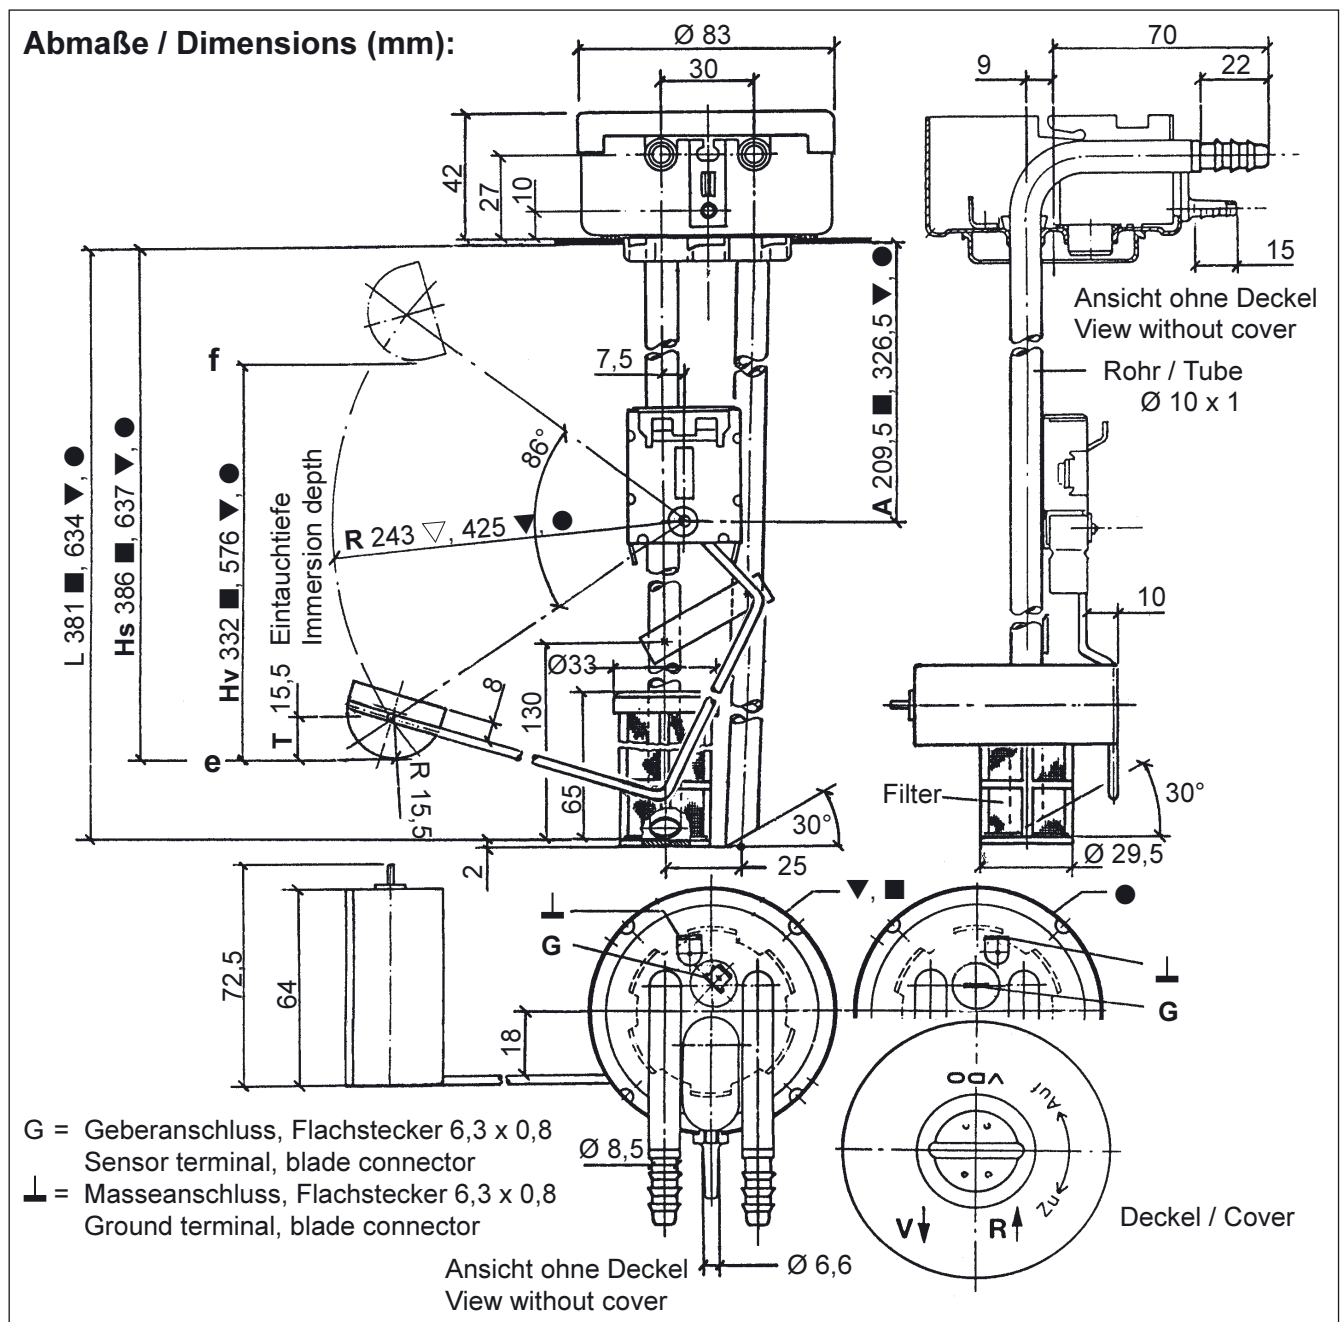 Abmaße / Dimensions (mm):
Ø 83
30
70
9
22
42
27
10
15
Ansicht ohne Deckel
View without cover
Rohr / Tube
Ø 10 x 1
f
7,5
86°
A 209,5 ■, 326,5 ▼, ●
L 381 ■, 634 ▼, ●
Hs 386 ■, 637 ▼, ●
Hv 332 ■, 576 ▼, ●
Eintauchtiefe
Immersion depth
R 243 ▽, 425 ▼, ●
10
T 15,5
8
Ø33
130
65
e
R 15,5
Filter
30°
30°
2
25
Ø 29,5
▼, ■
●
⊥
G
⊥
G
72,5
64
18
VDO
Auf
Zu
V
R
G = Geberanschluss, Flachstecker 6,3 x 0,8
Sensor terminal, blade connector
⊥ = Masseanschluss, Flachstecker 6,3 x 0,8
Ground terminal, blade connector
Ø 8,5
Deckel / Cover
Ansicht ohne Deckel
View without cover
Ø 6,6